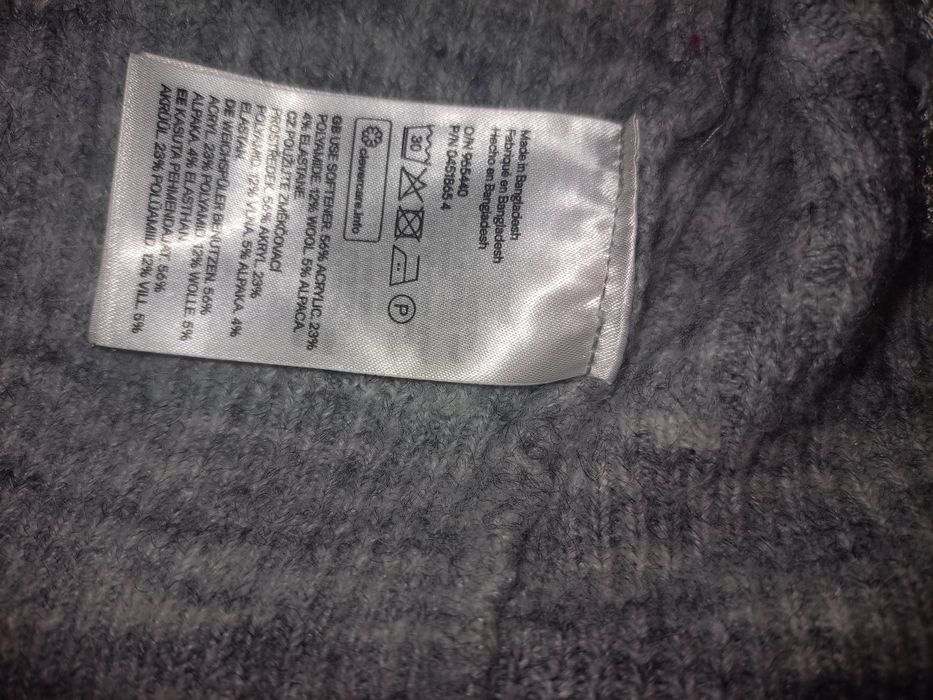 Made in Bangladesh
Fabriqué en Bangladesh
Hecho en Bangladesh
O/N 965440
P/N 0451865 4
30
P
clevercare.info
GB USE SOFTENER. 56% ACRYLIC. 23%
POLYAMIDE. 12% WOOL. 5% ALPACA.
4% ELASTANE
CZ POUŽIJTE ZMĚKČOVACÍ
PROSTŘEDEK. 56% AKRYL. 23%
POLYAMID. 12% VLNA. 5% ALPAKA. 4%
ELASTAN
DE WEICHSPÜLER BENUTZEN. 56%
ACRYL. 23% POLYAMID. 12% WOLLE. 5%
ALPAKA. 4% ELASTHAN
EE KASUTA PEHMENDAJAT. 56%
AKRÜÜL. 23% POLÜAMIID. 12% VILL. 5%